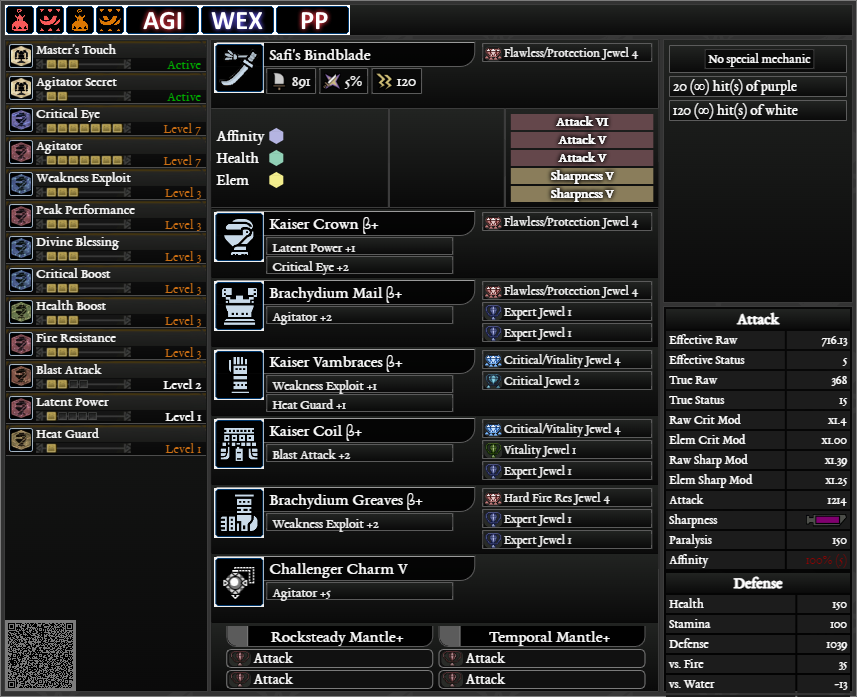 AGI WEX PP
Master's Touch
Active
Agitator Secret
Active
Critical Eye
Level 7
Agitator
Level 7
Weakness Exploit
Level 3
Peak Performance
Level 3
Divine Blessing
Level 3
Critical Boost
Level 3
Health Boost
Level 3
Fire Resistance
Level 3
Blast Attack
Level 2
Latent Power
Level 1
Heat Guard
Level 1
Safi's Bindblade
891 5% 120
Flawless/Protection Jewel 4
Affinity
Health
Elem
Attack VI
Attack V
Attack V
Sharpness V
Sharpness V
Kaiser Crown β+
Latent Power +1
Critical Eye +2
Flawless/Protection Jewel 4
Brachydium Mail β+
Agitator +2
Flawless/Protection Jewel 4
Expert Jewel 1
Expert Jewel 1
Kaiser Vambraces β+
Weakness Exploit +1
Heat Guard +1
Critical/Vitality Jewel 4
Critical Jewel 2
Kaiser Coil β+
Blast Attack +2
Critical/Vitality Jewel 4
Vitality Jewel 1
Expert Jewel 1
Brachydium Greaves β+
Weakness Exploit +2
Hard Fire Res Jewel 4
Expert Jewel 1
Expert Jewel 1
Challenger Charm V
Agitator +5
Rocksteady Mantle+
Attack
Attack
Temporal Mantle+
Attack
Attack
No special mechanic
20 (∞) hit(s) of purple
120 (∞) hit(s) of white
Attack
Effective Raw 716.13
Effective Status 5
True Raw 368
True Status 15
Raw Crit Mod x1.4
Elem Crit Mod x1.00
Raw Sharp Mod x1.39
Elem Sharp Mod x1.25
Attack 1214
Sharpness
Paralysis 150
Affinity 100% (5)
Defense
Health 150
Stamina 100
Defense 1039
vs. Fire 35
vs. Water -13